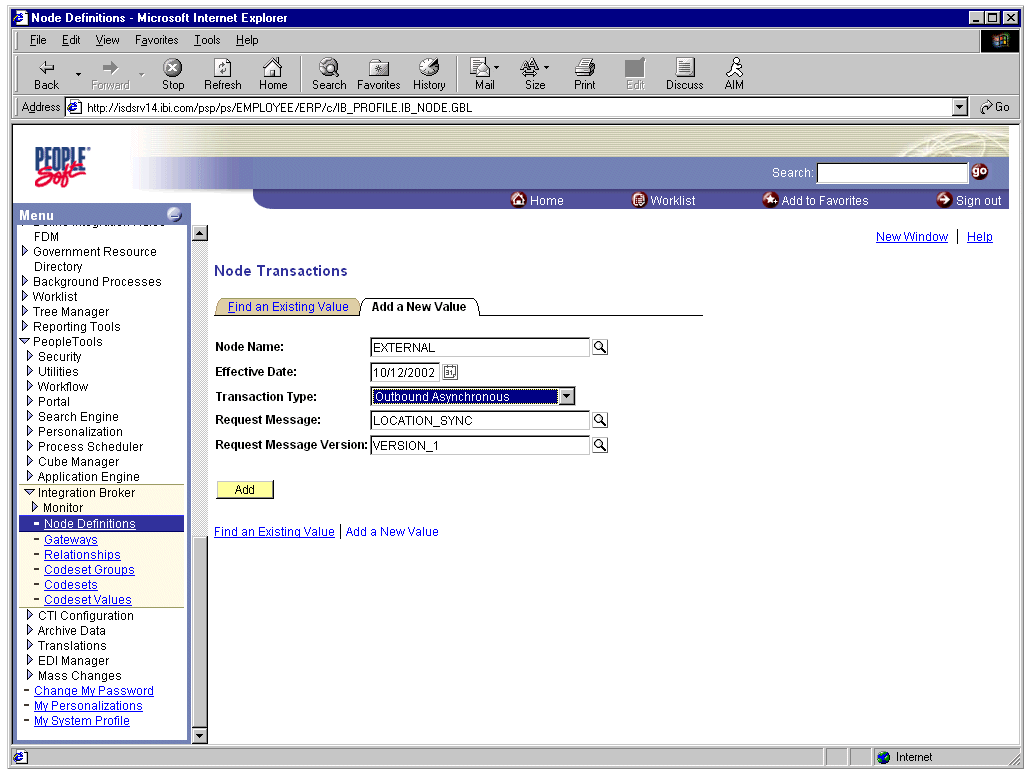 Node Definitions - Microsoft Internet Explorer
File Edit View Favorites Tools Help
Back Forward Stop Refresh Home Search Favorites History Mail Size Print Edit Discuss AIM
Address http://isdsrv14.ibi.com/psp/ps/EMPLOYEE/ERP/c/IB_PROFILE.IB_NODE.GBL Go
PEOPLE
Soft
Search: go
Home Worklist Add to Favorites Sign out
Menu
New Window Help
Define Integration Rules
FDM
Government Resource
Directory
Background Processes
Worklist
Tree Manager
Reporting Tools
PeopleTools
Security
Utilities
Workflow
Portal
Search Engine
Personalization
Process Scheduler
Cube Manager
Application Engine
Integration Broker
Monitor
Node Definitions
Gateways
Relationships
Codeset Groups
Codesets
Codeset Values
CTI Configuration
Archive Data
Translations
EDI Manager
Mass Changes
Change My Password
My Personalizations
My System Profile
Node Transactions
Find an Existing Value Add a New Value
Node Name: EXTERNAL
Effective Date: 10/12/2002 31
Transaction Type: Outbound Asynchronous
Request Message: LOCATION_SYNC
Request Message Version: VERSION_1
Add
Find an Existing Value | Add a New Value
Internet